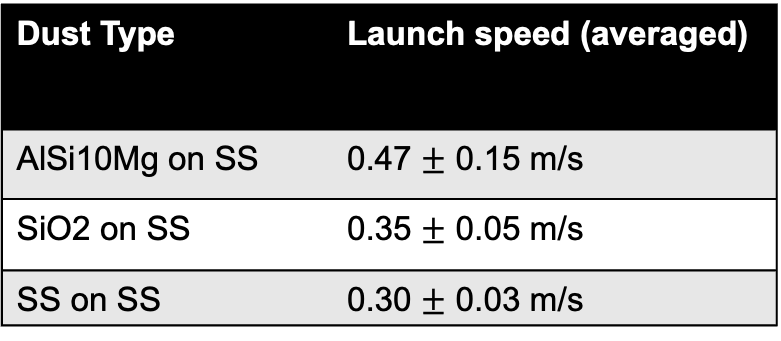 Dust Type Launch speed (averaged)
AlSi10Mg on SS 0.47 ± 0.15 m/s
SiO2 on SS 0.35 ± 0.05 m/s
SS on SS 0.30 ± 0.03 m/s